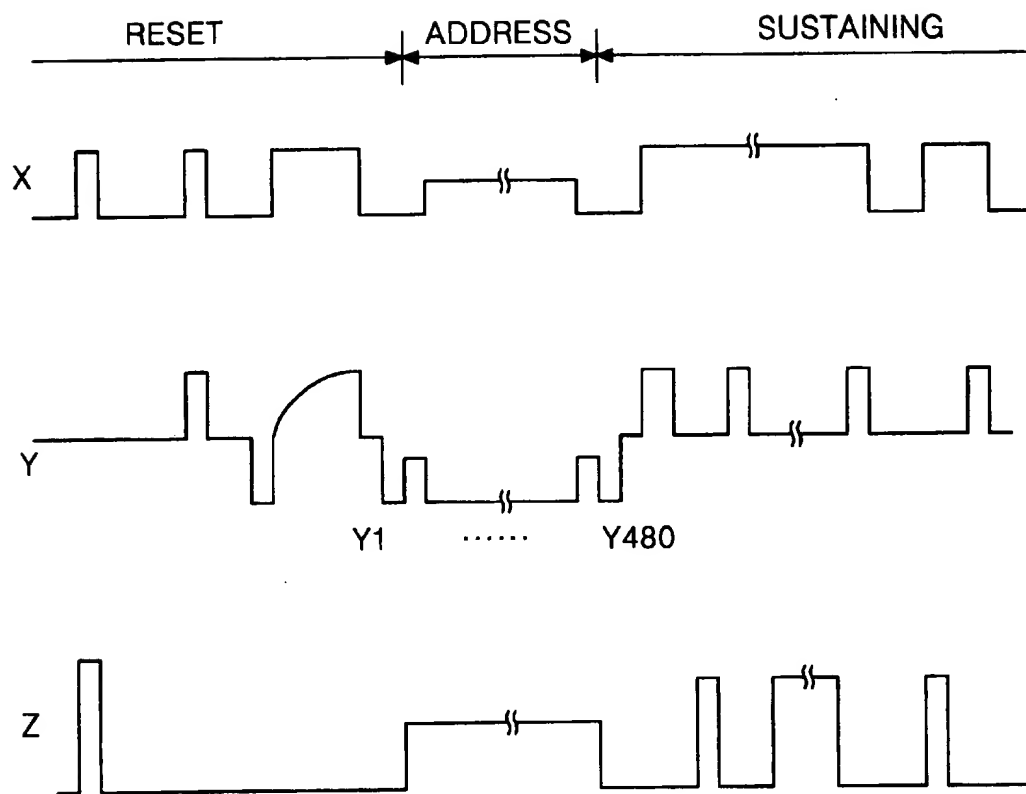 RESET ADDRESS SUSTAINING
X
Y
Y1 ...... Y480
Z